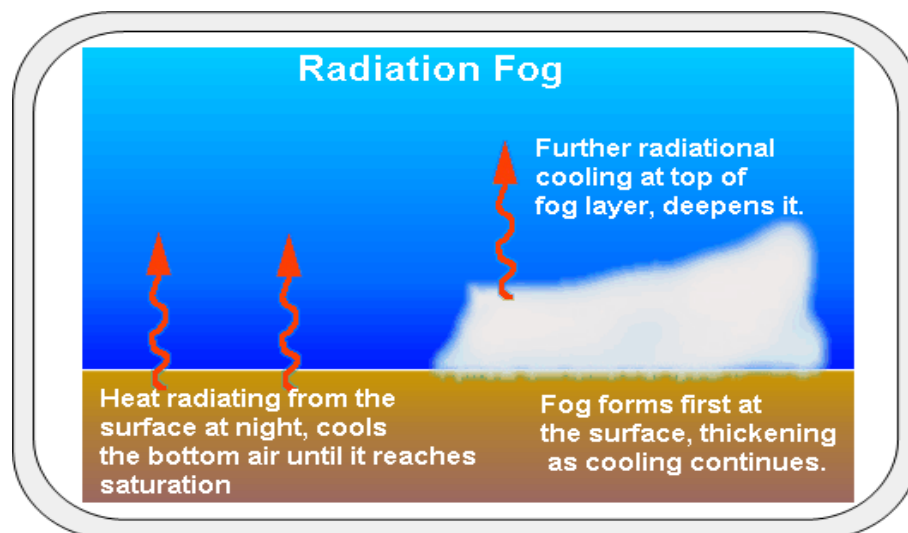 Radiation Fog
Further radiational
cooling at top of
fog layer, deepens it.
Heat radiating from the
surface at night, cools
the bottom air until it reaches
saturation
Fog forms first at
the surface, thickening
as cooling continues.